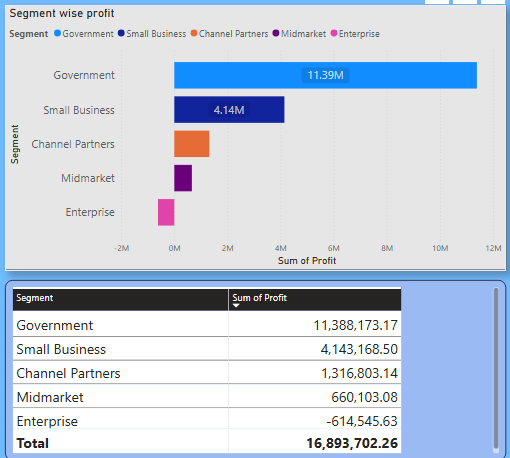 Segment wise profit
Segment Government Small Business Channel Partners Midmarket Enterprise
Government 11.39M
Small Business 4.14M
Channel Partners
Midmarket
Enterprise
Segment
-2M 0M 2M 4M 6M 8M 10M 12M
Sum of Profit
Segment Sum of Profit
Government 11,388,173.17
Small Business 4,143,168.50
Channel Partners 1,316,803.14
Midmarket 660,103.08
Enterprise -614,545.63
Total 16,893,702.26